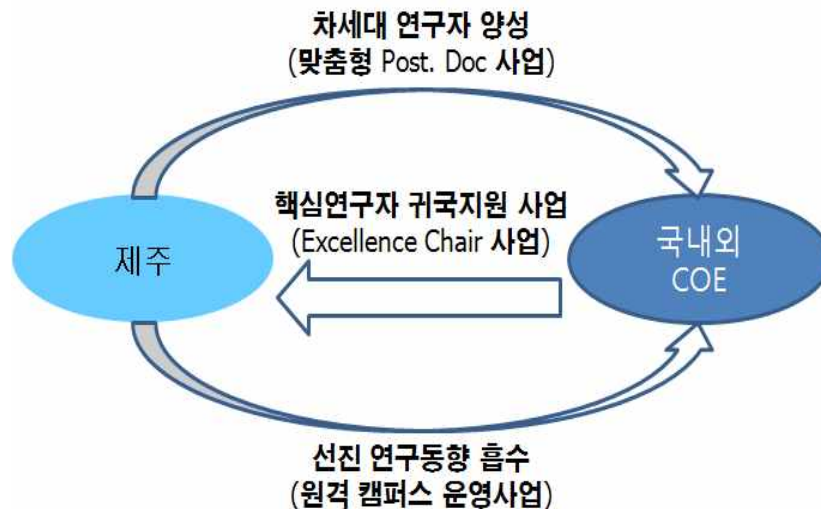 차세대 연구자 양성
(맞춤형 Post. Doc 사업)
핵심연구자 귀국지원 사업
(Excellence Chair 사업)
제주
국내외
COE
선진 연구동향 흡수
(원격 캠퍼스 운영사업)